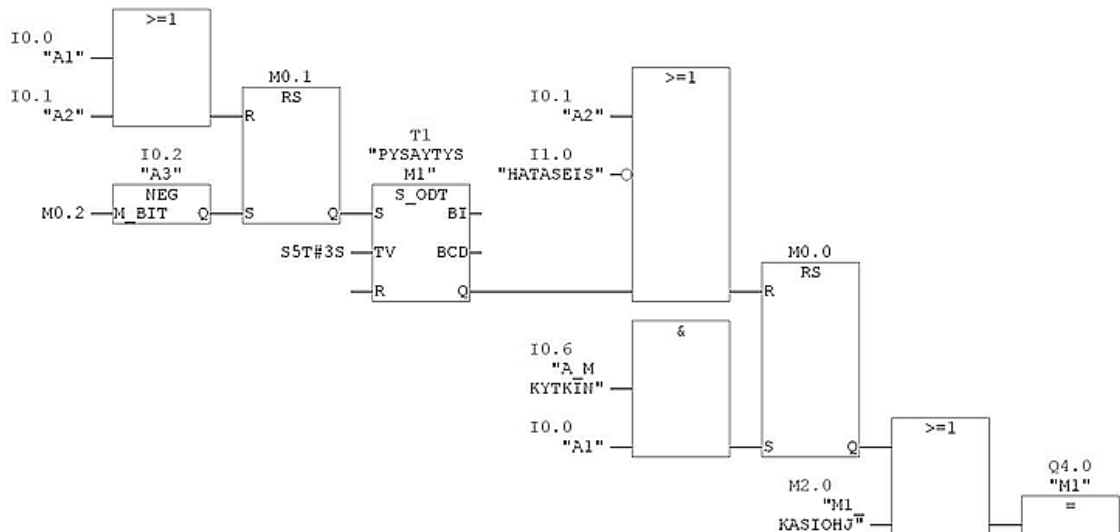 >=1
I0.0
"A1"
I0.1
"A2"
M0.1
RS
R
I0.2
"A3"
NEG
M0.2 M_BIT Q
S Q
T1
"PYSAYTYS
M1"
S_ODT
S BI
S5T#3S TV BCD
R Q
>=1
I0.1
"A2"
I1.0
"HATASEIS"
M0.0
RS
R
&
I0.6
"A_M
KYTKIN"
I0.0
"A1"
S Q
>=1
M2.0
"M1_
KASIOHJ"
Q4.0
"M1"
=